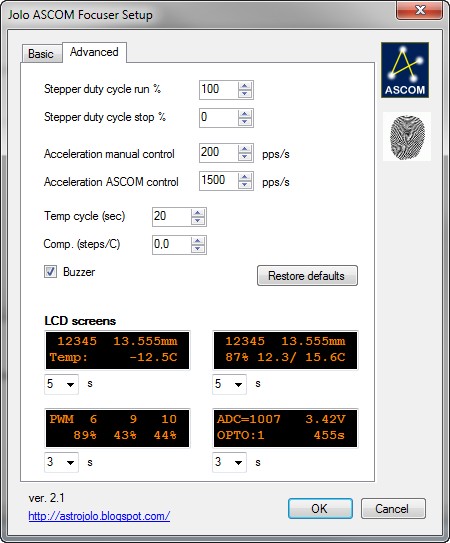 Jolo ASCOM Focuser Setup
Basic Advanced
Stepper duty cycle run % 100
Stepper duty cycle stop % 0
Acceleration manual control 200 pps/s
Acceleration ASCOM control 1500 pps/s
Temp cycle (sec) 20
Comp. (steps/C) 0,0
Buzzer
Restore defaults
ASCOM
LCD screens
12345 13.555mm
Temp: -12.5C
5 s
12345 13.555mm
87% 12.3/ 15.6C
5 s
PWM 6 9 10
89% 43% 44%
3 s
ADC=1007 3.42V
OPTO:1 455s
3 s
ver. 2.1
http://astrojolo.blogspot.com/
OK Cancel